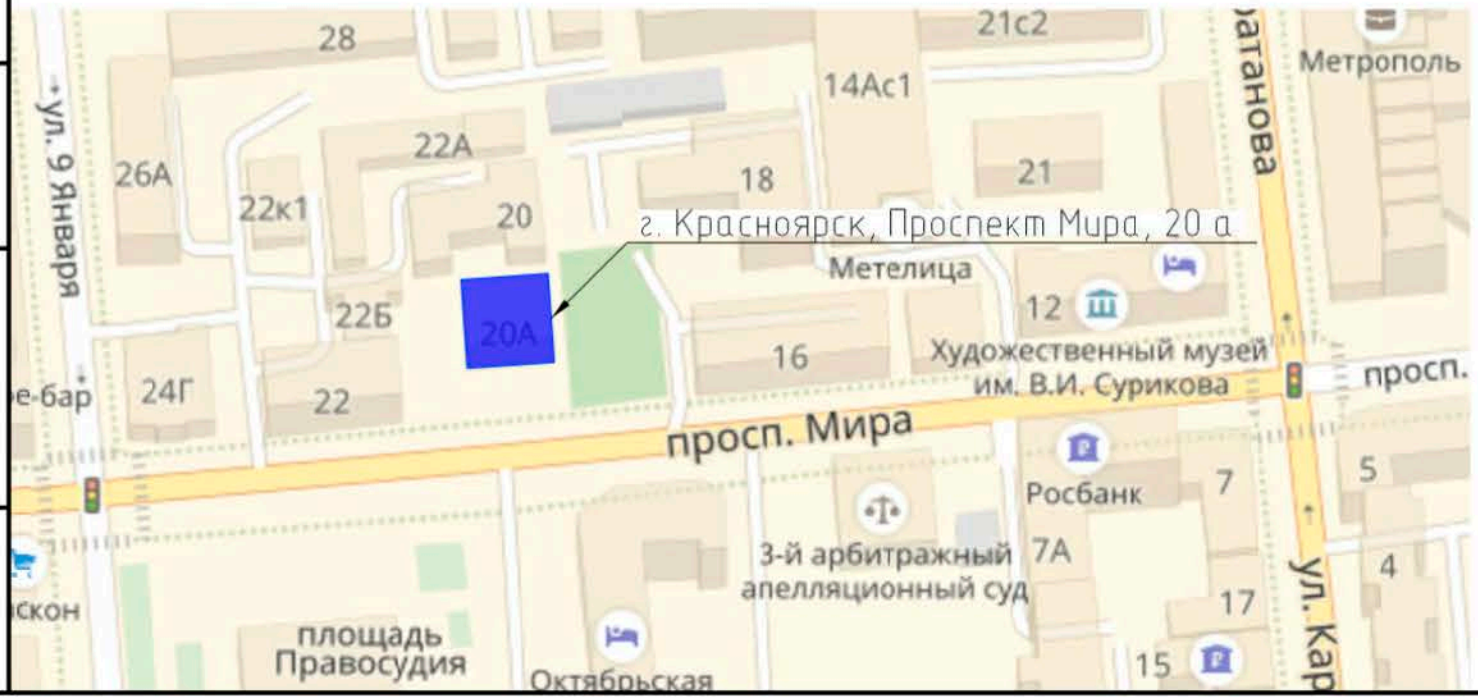 28
21с2
Метрополь
14Ас1
ул. 9 Января
26А
22А
22к1
18
21
20
г. Красноярск, Проспект Мира, 20 а
Метелица
22Б
20А
12
16
Художественный музей
им. В.И. Сурикова
просп.
24Г
22
просп. Мира
Росбанк
7
5
3-й арбитражный
апелляционный суд
7А
4
17
ул. Кар
площадь
Правосудия
15
Октябрьская